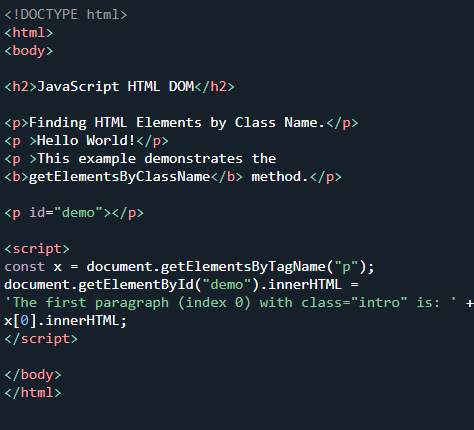 <!DOCTYPE html>
<html>
<body>
<h2>JavaScript HTML DOM</h2>
<p>Finding HTML Elements by Class Name.</p>
<p >Hello World!</p>
<p >This example demonstrates the
<b>getElementsByClassName</b> method.</p>
<p id="demo"></p>
<script>
const x = document.getElementsByTagName("p");
document.getElementById("demo").innerHTML =
'The first paragraph (index 0) with class="intro" is: ' +
x[0].innerHTML;
</script>
</body>
</html>